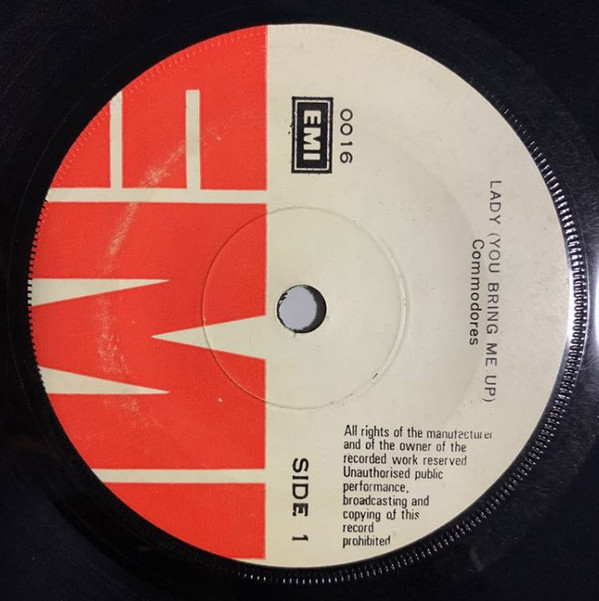 EMI
EMI
0016
LADY (YOU BRING ME UP)
Commodores
All rights of the manufacturer
and of the owner of the
recorded work reserved
Unauthorised public
performance,
broadcasting and
copying of this
record
prohibited
SIDE 1